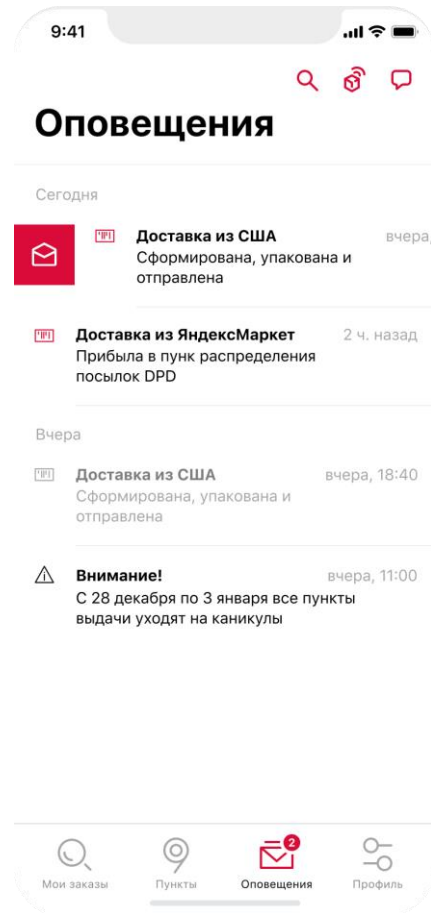 9:41
Оповещения
Сегодня
Доставка из США вчера,
Сформирована, упакована и
отправлена
Доставка из ЯндексМаркет 2 ч. назад
Прибыла в пунк распределения
посылок DPD
Вчера
Доставка из США вчера, 18:40
Сформирована, упакована и
отправлена
Внимание! вчера, 11:00
С 28 декабря по 3 января все пункты
выдачи уходят на каникулы
2
Мои заказы Пункты Оповещения Профиль